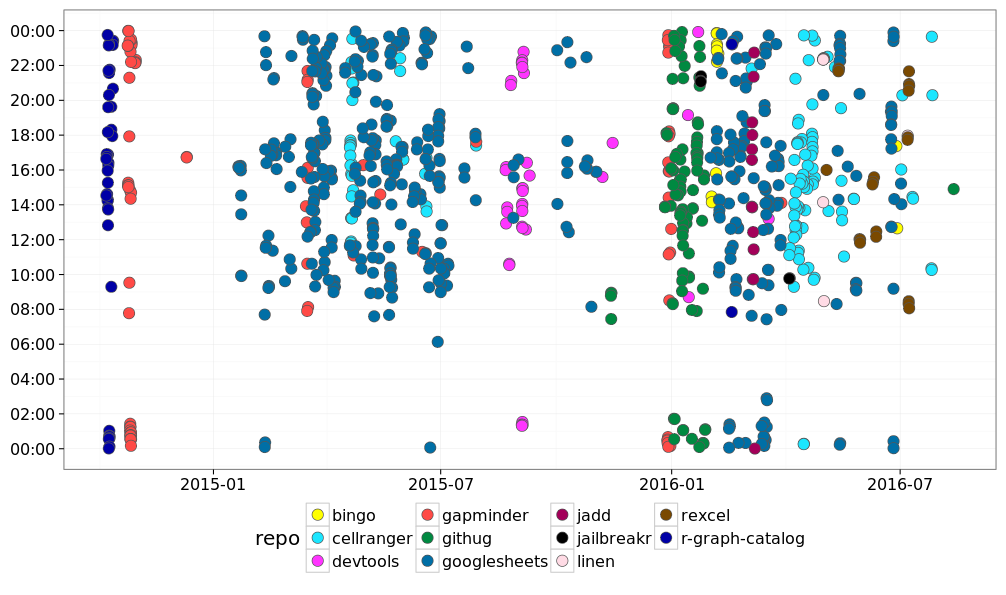 00:00
22:00
20:00
18:00
16:00
14:00
12:00
10:00
08:00
06:00
04:00
02:00
00:00
2015-01 2015-07 2016-01 2016-07
repo
bingo gapminder jadd rexcel
cellranger githug jailbreakr r-graph-catalog
devtools googlesheets linen